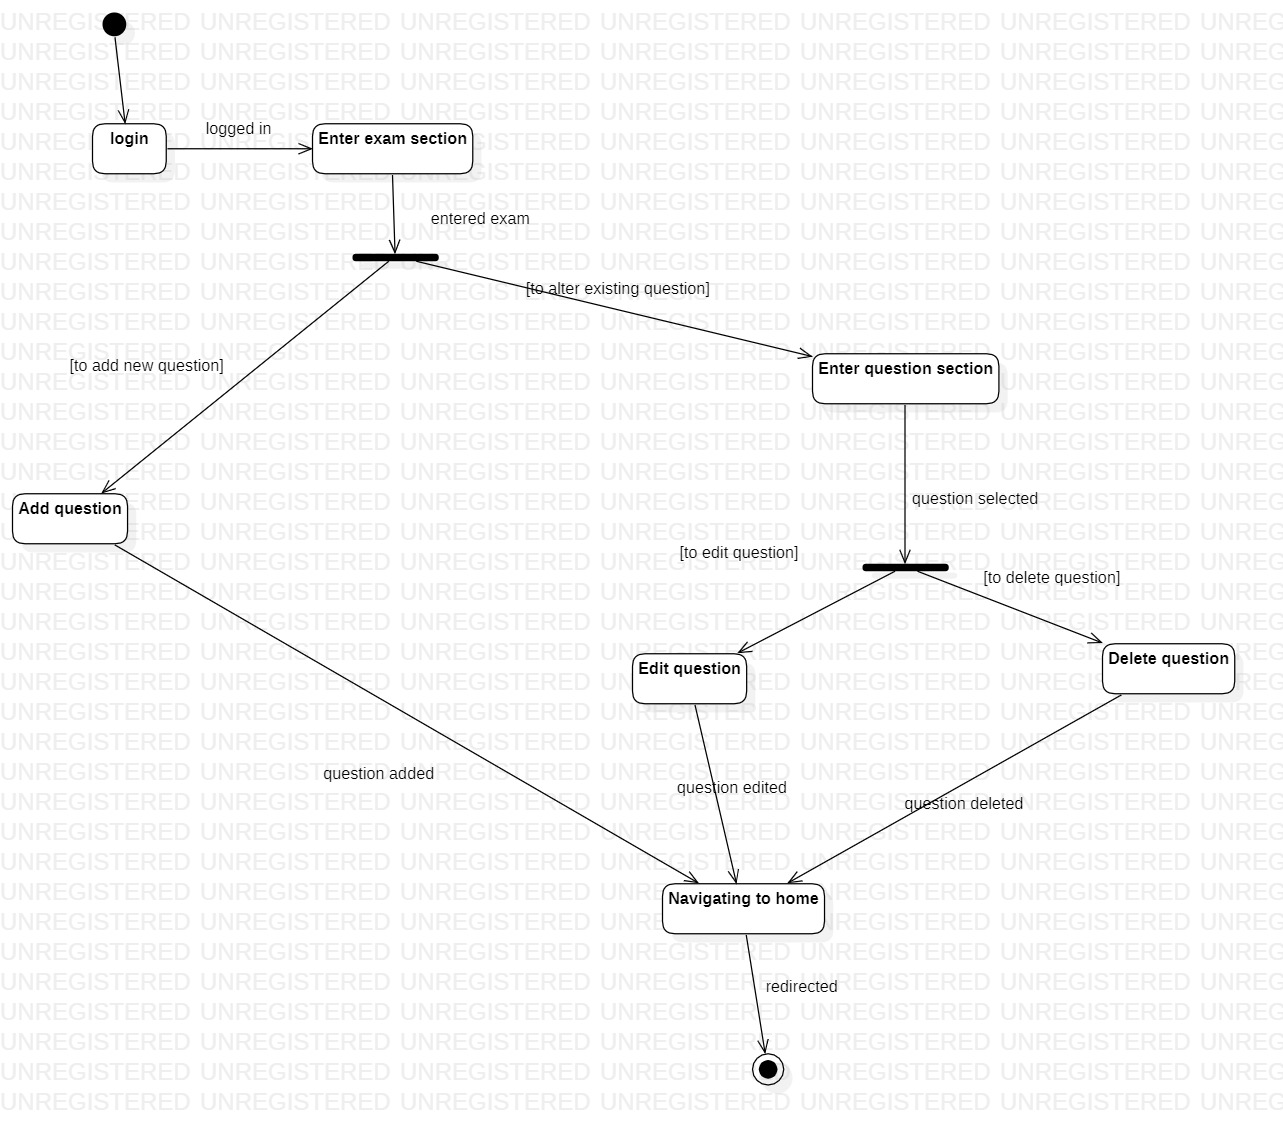 login
logged in
Enter exam section
entered exam
[to alter existing question]
[to add new question]
Enter question section
Add question
question selected
[to edit question]
[to delete question]
Edit question
Delete question
question added
question edited
question deleted
Navigating to home
redirected
UNREGISTERED UNREGISTERED UNREGISTERED UNREGISTERED UNREGISTERED UNREGISTERED